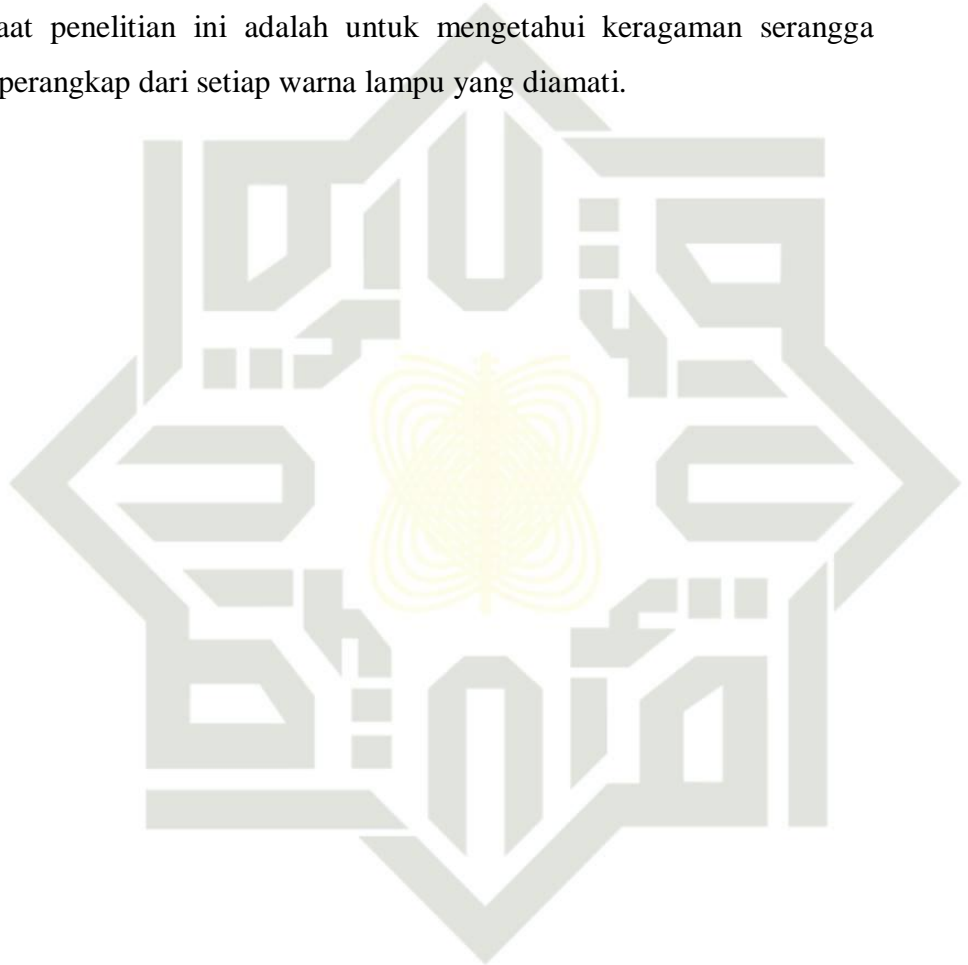 aat penelitian ini adalah untuk mengetahui keragaman serangga
perangkap dari setiap warna lampu yang diamati.